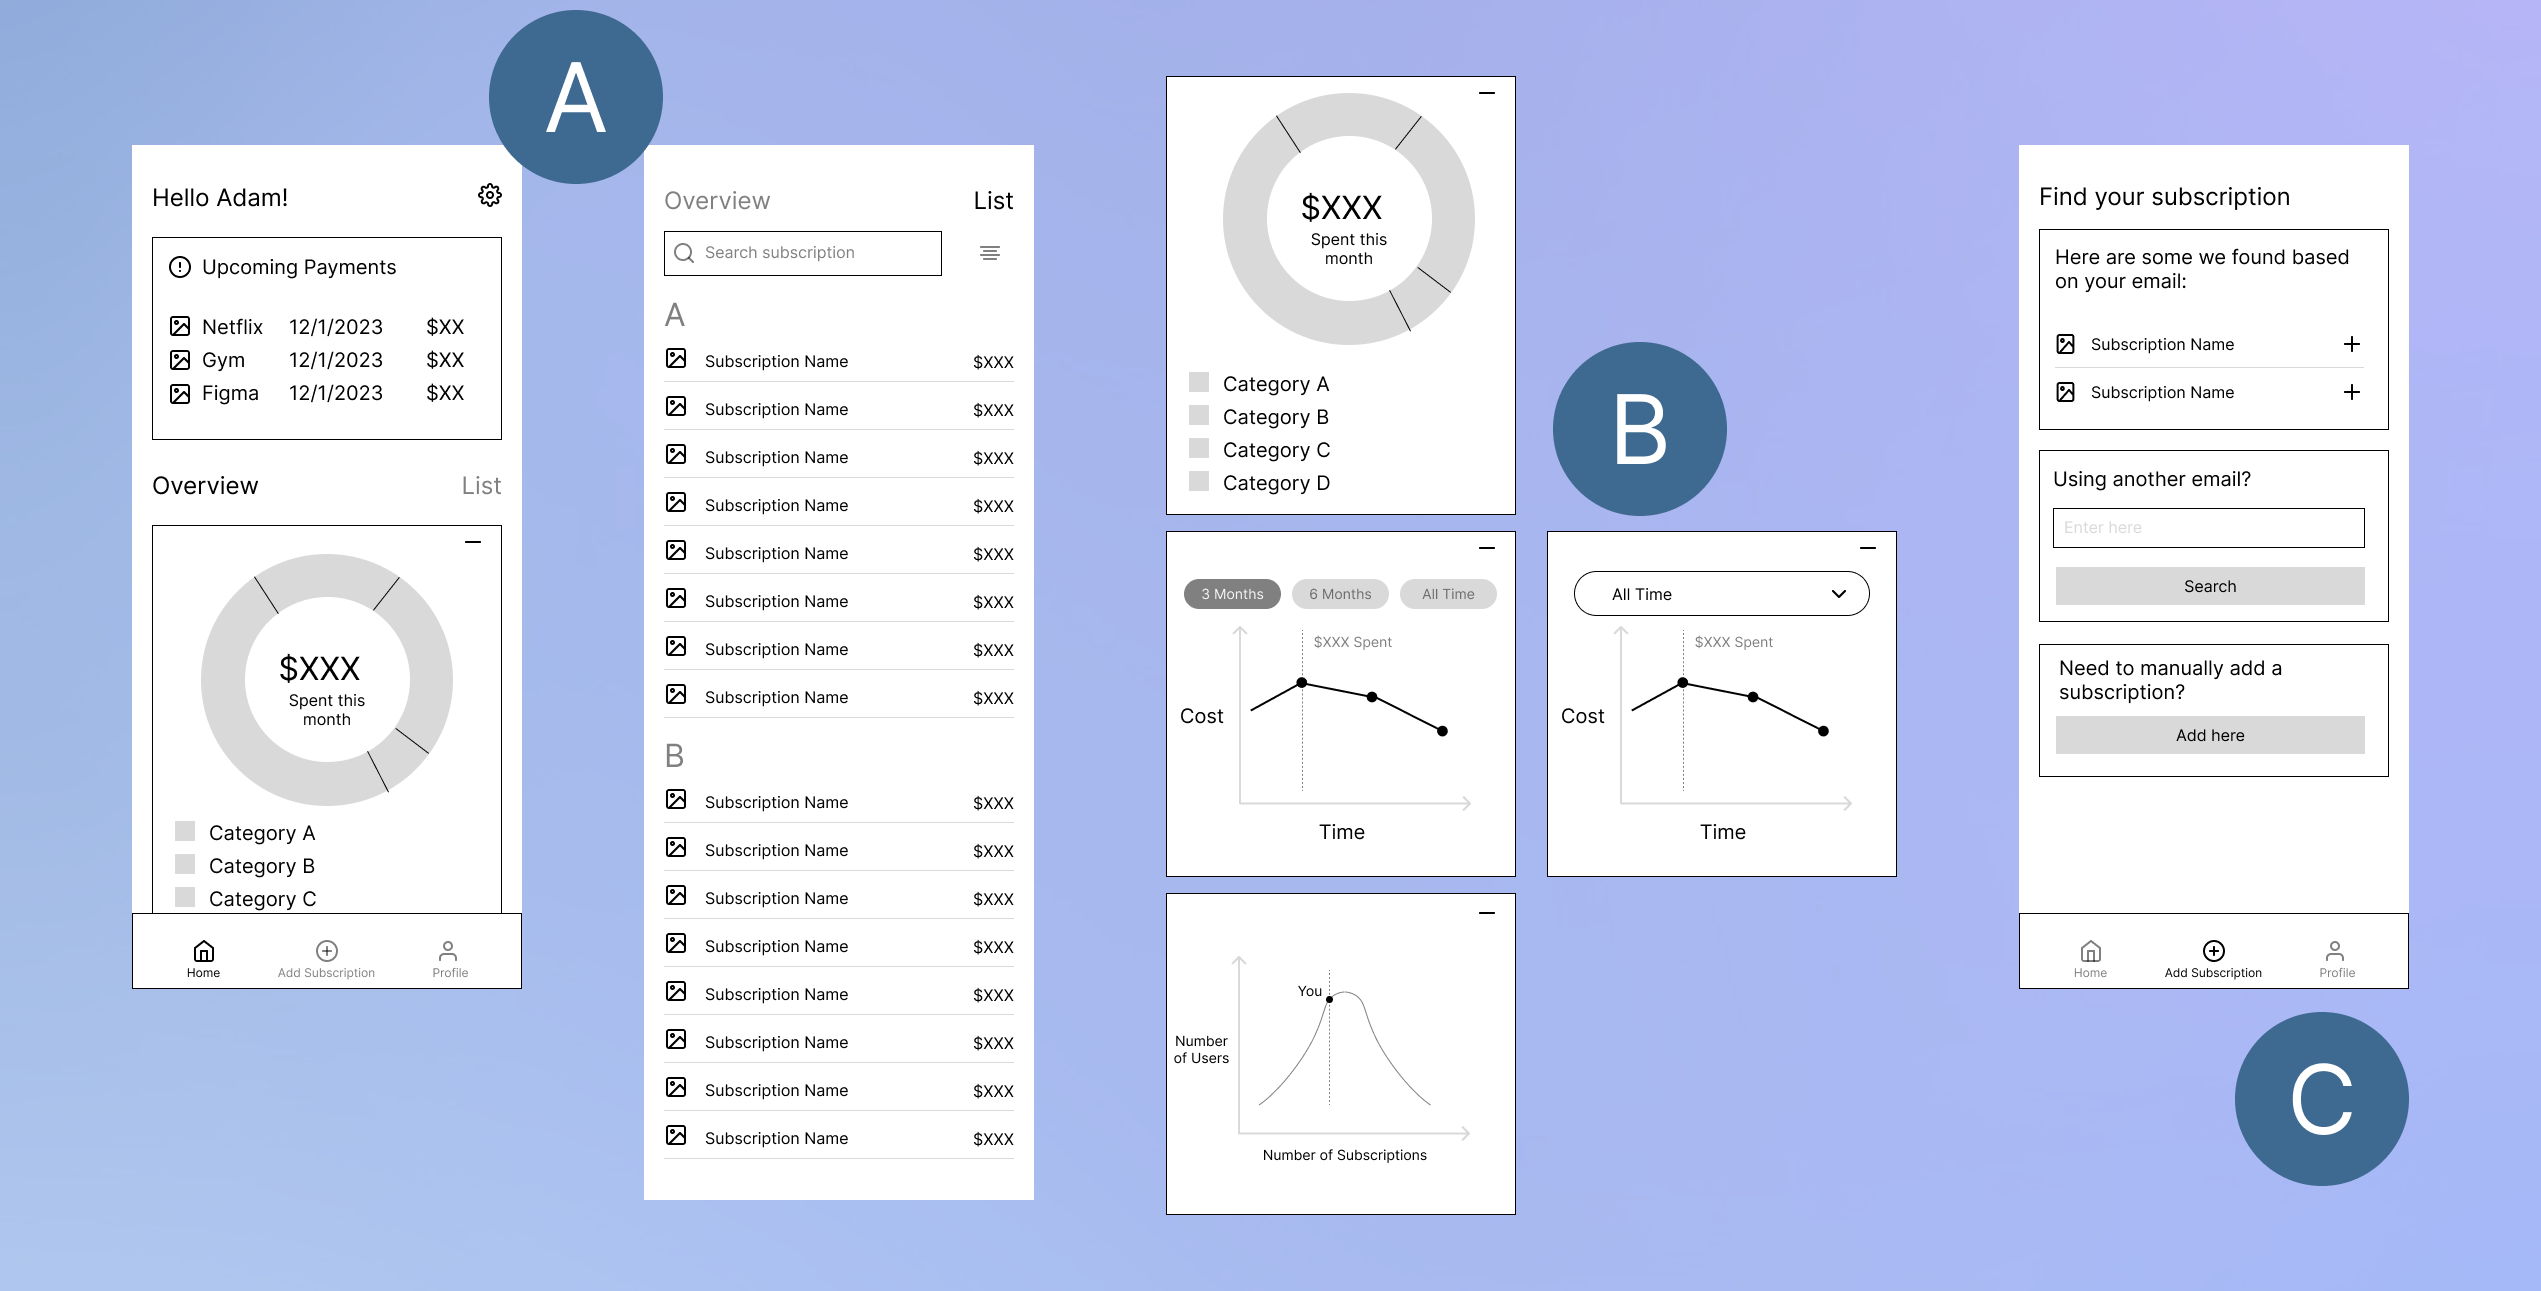 A
Hello Adam!
Upcoming Payments
Netflix 12/1/2023 $XX
Gym 12/1/2023 $XX
Figma 12/1/2023 $XX
Overview List
$XXX
Spent this
month
Category A
Category B
Category C
Home Add Subscription Profile
Overview List
Search subscription
A
Subscription Name $XXX
Subscription Name $XXX
Subscription Name $XXX
Subscription Name $XXX
Subscription Name $XXX
Subscription Name $XXX
Subscription Name $XXX
Subscription Name $XXX
B
Subscription Name $XXX
Subscription Name $XXX
Subscription Name $XXX
Subscription Name $XXX
Subscription Name $XXX
Subscription Name $XXX
Subscription Name $XXX
Subscription Name $XXX
B
$XXX
Spent this
month
Category A
Category B
Category C
Category D
3 Months 6 Months All Time
$XXX Spent
Cost
Time
All Time
$XXX Spent
Cost
Time
You
Number
of Users
Number of Subscriptions
C
Find your subscription
Here are some we found based
on your email:
Subscription Name
Subscription Name
Using another email?
Enter here
Search
Need to manually add a
subscription?
Add here
Home Add Subscription Profile